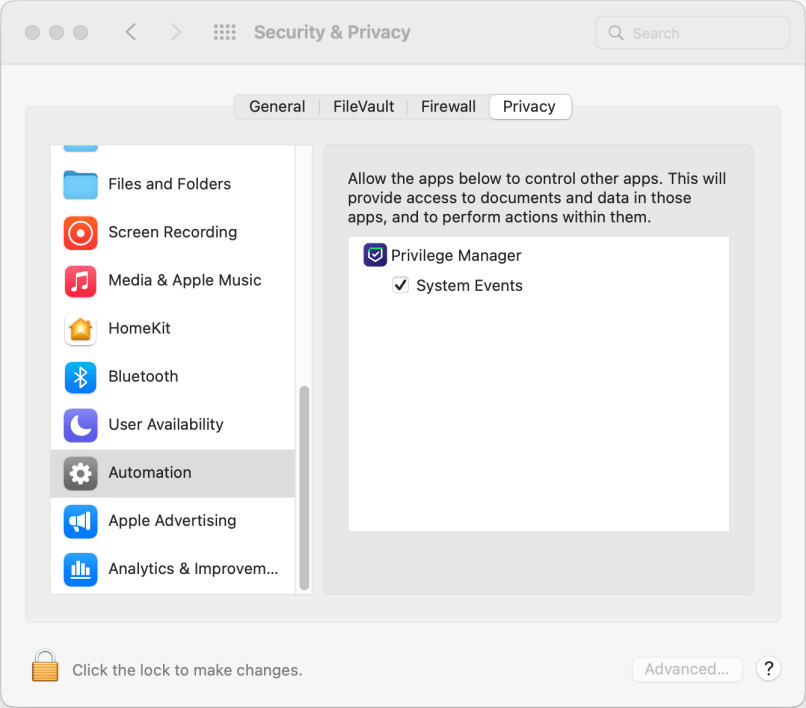 Security & Privacy
Search
General
FileVault
Firewall
Privacy
Files and Folders
Screen Recording
Media & Apple Music
HomeKit
Bluetooth
User Availability
Automation
Apple Advertising
Analytics & Improvem...
Allow the apps below to control other apps. This will
provide access to documents and data in those
apps, and to perform actions within them.
Privilege Manager
System Events
Click the lock to make changes.
Advanced...
?